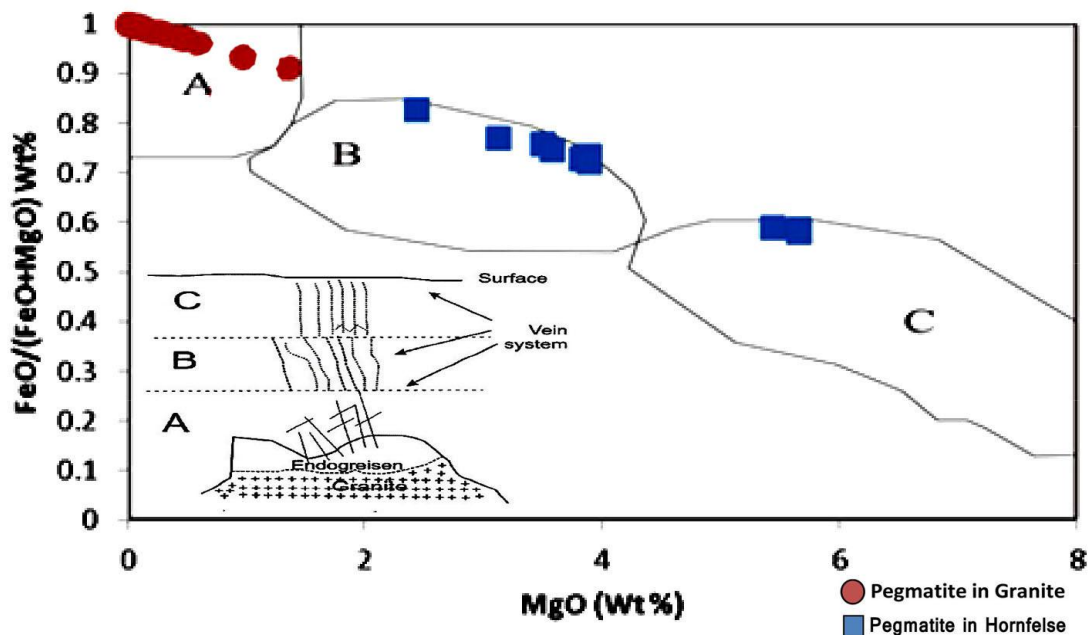 FeO/(FeO+MgO) Wt%
1
0.9
0.8
0.7
0.6
0.5
0.4
0.3
0.2
0.1
0
A
B
C
Surface
C
Vein
system
B
A
Endogreisen
Granite
0
2
4
6
8
MgO (Wt%)
Pegmatite in Granite
Pegmatite in Hornfelse